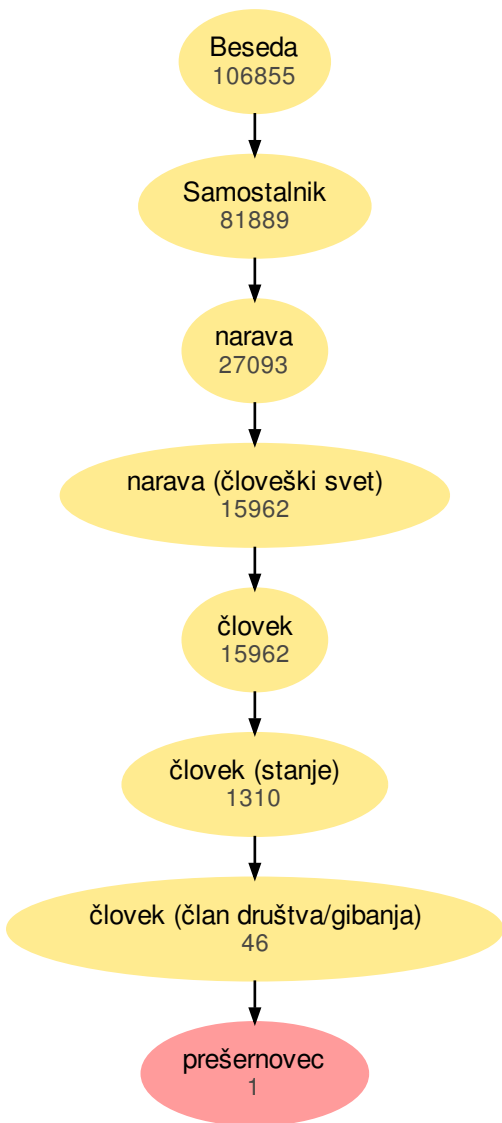 Beseda
106855
Samostalnik
81889
narava
27093
narava (človeški svet)
15962
človek
15962
človek (stanje)
1310
človek (član društva/gibanja)
46
prešernovec
1